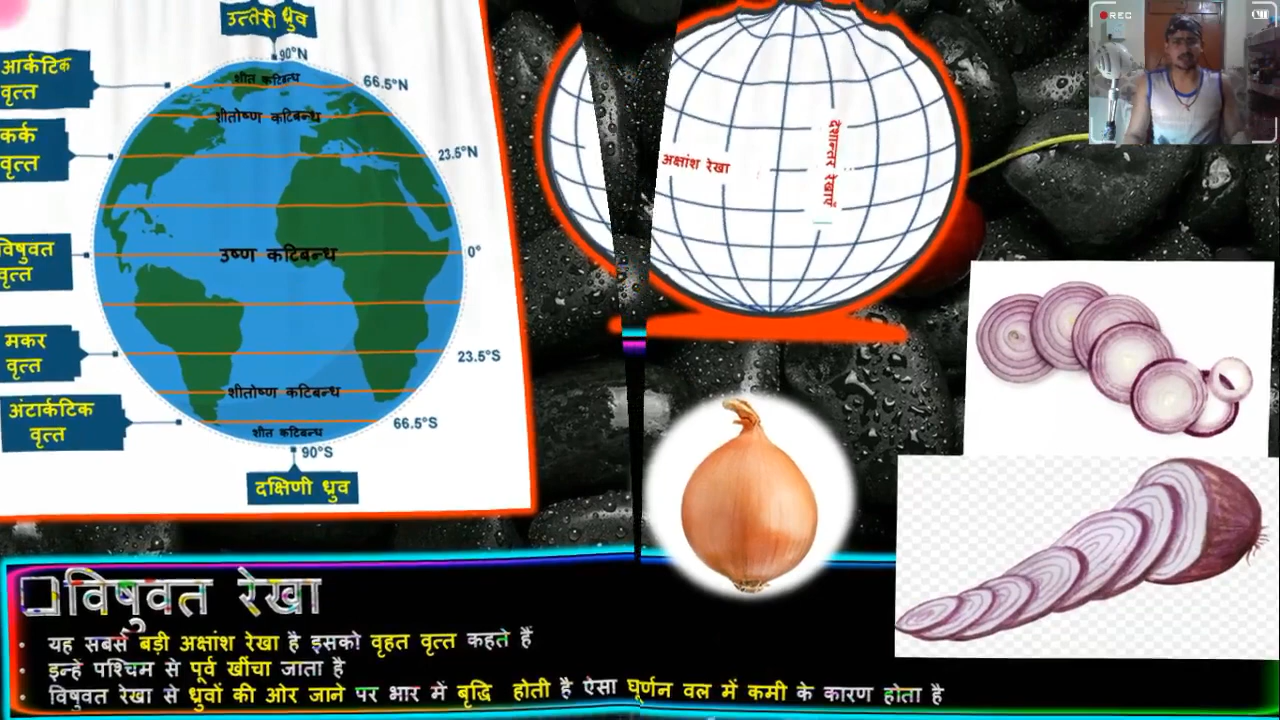 उत्तेरी ध्रुव
90°N
आर्कटिक
वृत्त
शीत कटिबन्ध
66.5°N
शीतोष्ण कटिबन्ध
कर्क
वृत्त
23.5°N
विषुवत
वृत्त
उष्ण कटिबन्ध
0°
मकर
वृत्त
23.5°S
शीतोष्ण कटिबन्ध
अंटार्कटिक
वृत्त
66.5°S
शीत कटिबन्ध
90°S
दक्षिणी ध्रुव
अक्षांश रेखा
देशान्तर रेखाएँ
REC
विषुवत रेखा
• यह सबसे बड़ी अक्षांश रेखा है इसको वृहत वृत्त कहते हैं
• इन्हे पश्चिम से पूर्व खींचा जाता है
• विषुवत रेखा से ध्रुवों की ओर जाने पर भार में बृद्धि होती है ऐसा घूर्णन वल में कमी के कारण होता है